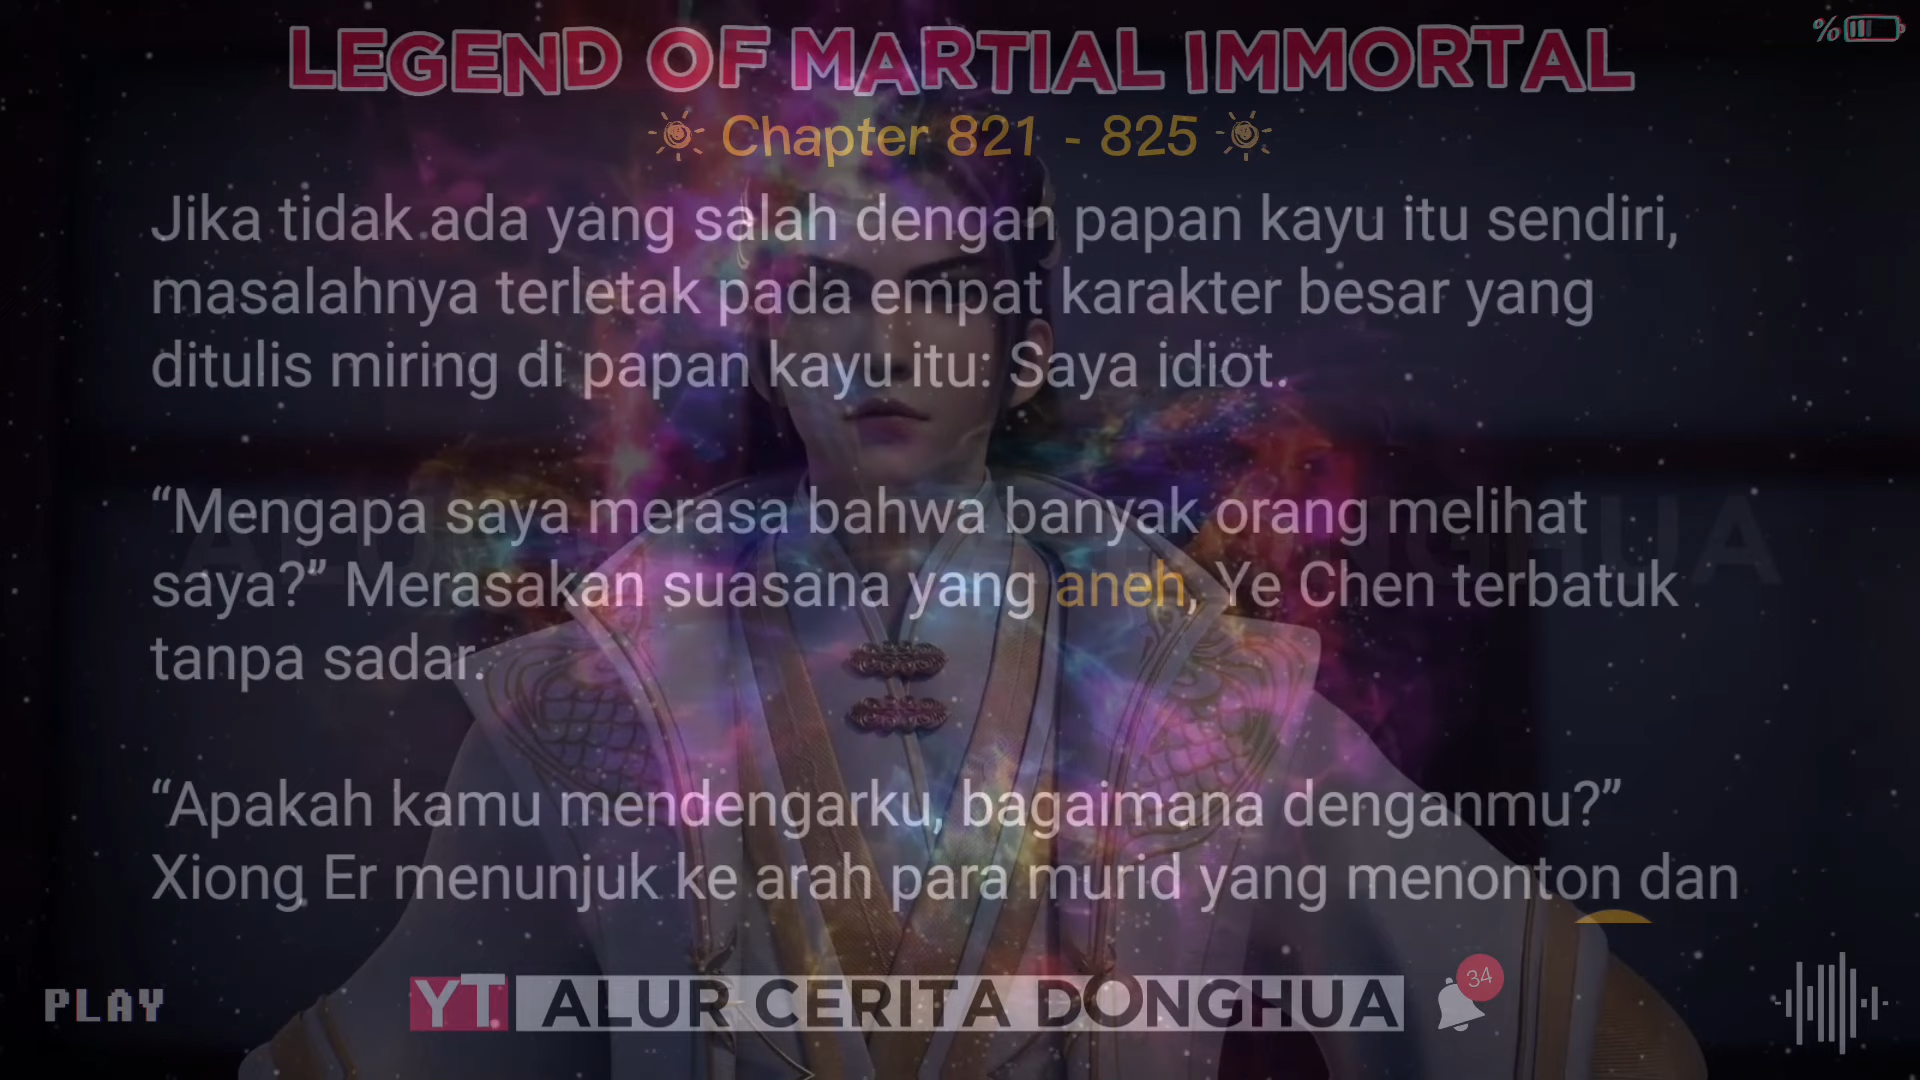 LEGEND OF MARTIAL IMMORTAL
%
Chapter 821 - 825
Jika tidak ada yang salah dengan papan kayu itu sendiri,
masalahnya terletak pada empat karakter besar yang
ditulis miring di papan kayu itu: Saya idiot.
“Mengapa saya merasa bahwa banyak orang melihat
saya?” Merasakan suasana yang aneh, Ye Chen terbatuk
tanpa sadar.
“Apakah kamu mendengarku, bagaimana denganmu?”
Xiong Er menunjuk ke arah para murid yang menonton dan
PLAY
YT ALUR CERITA DONGHUA
34